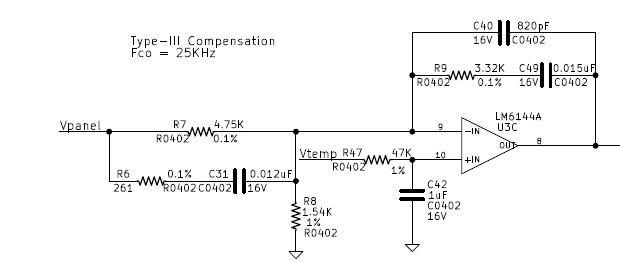 C40 820pF
16V C0402
Type-III Compensation
Fco = 25KHz
R9 3.32K C49 0.015uF
R0402 0.1% 16V C0402
LM6144A
U3C
Vpanel
R7 4.75K
R0402 0.1%
9 -IN
OUT 8
10 +IN
Vtemp R47 47K
R0402 1%
R6 0.1% C31 0.012uF
261 R0402 C0402 16V
C42
1uF
C0402
16V
R8
1.54K
1%
R0402